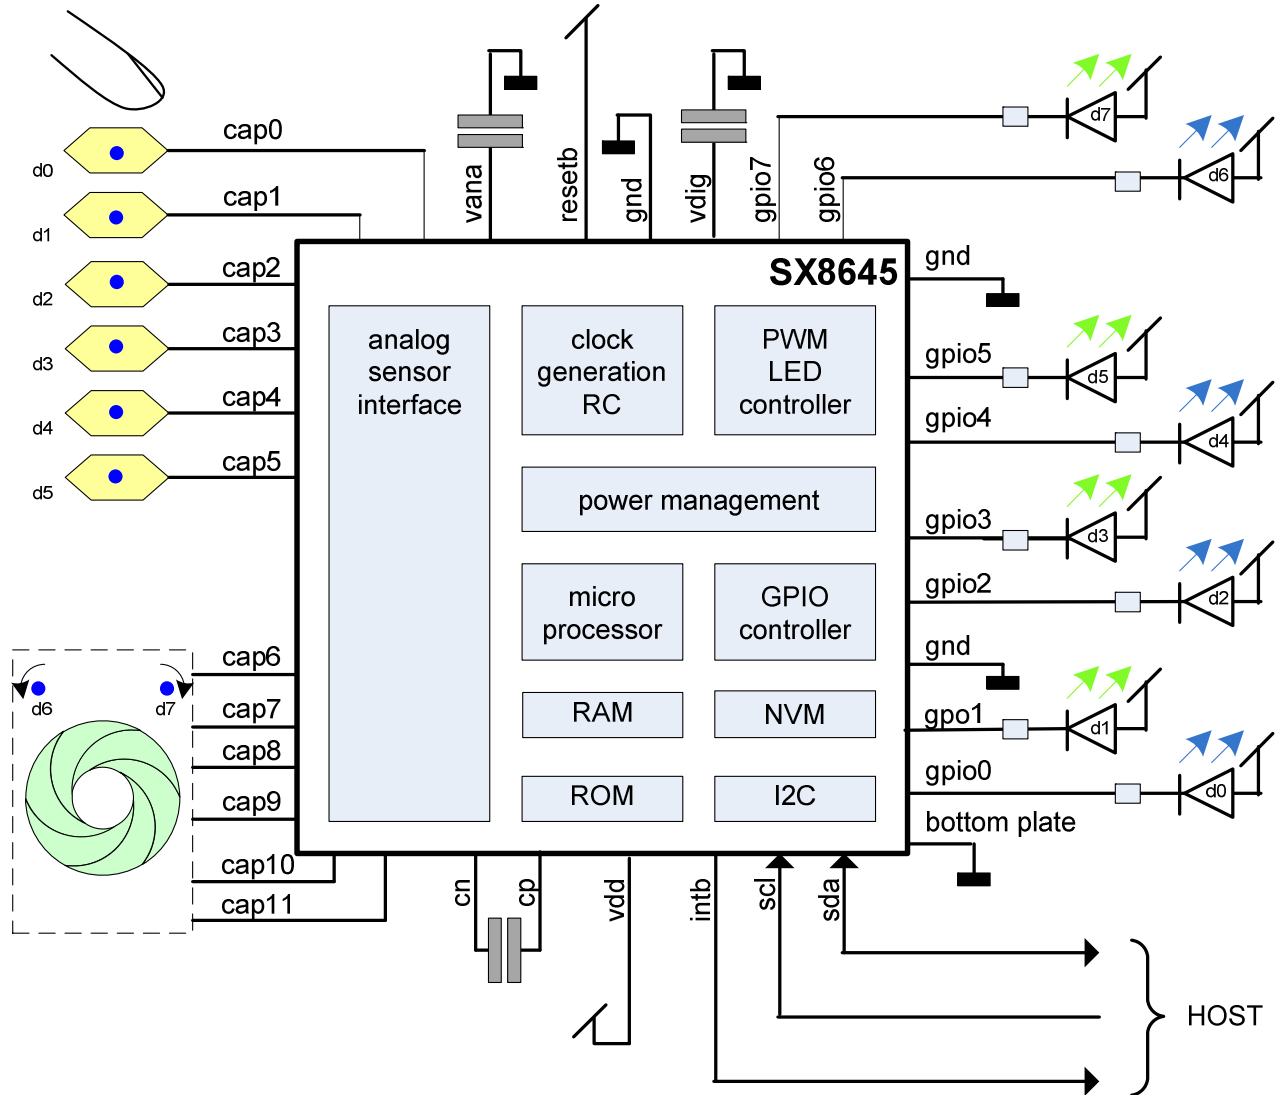 cap0
d0
cap1
d1
cap2
d2
cap3
d3
cap4
d4
cap5
d5
cap6
d6
d7
cap7
cap8
cap9
cap10
cap11
vana
resetb
gnd
vdig
gpio7
gpio6
d7
d6
SX8645
analog
sensor
interface
clock
generation
RC
PWM
LED
controller
power management
micro
processor
GPIO
controller
RAM
NVM
ROM
I2C
gnd
gpio5
d5
gpio4
d4
gpio3
d3
gpio2
d2
gnd
gpo1
d1
gpio0
d0
bottom plate
cn
cp
vdd
intb
scl
sda
HOST